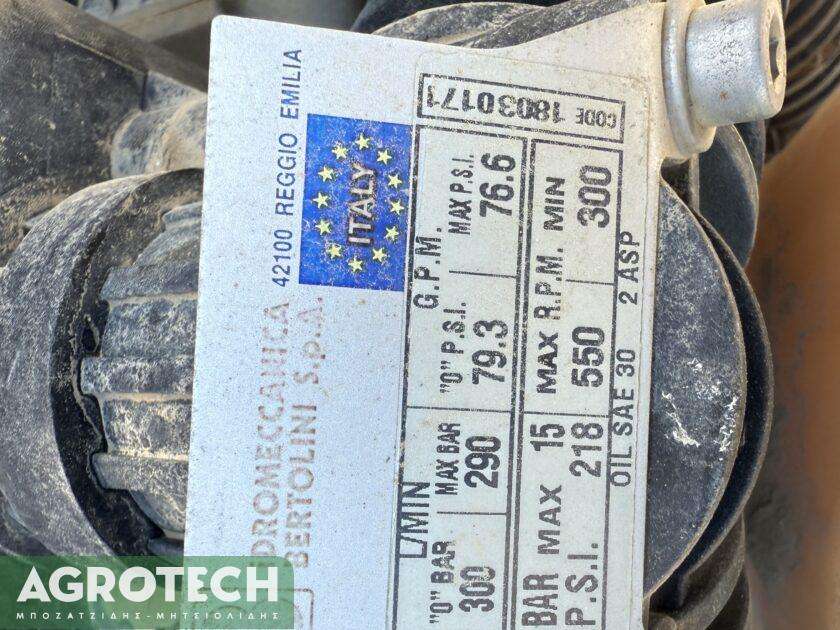 42100 REGGIO EMILIA
IDROMECCANICA
BERTOLINI S.p.A.
ITALY
CODE 18030171
L/MIN G.P.M.
"0" BAR MAX BAR "0" P.S.I. MAX P.S.I.
300 290 79.3 76.6
BAR MAX 15 MAX R.P.M. MIN
P.S.I. 218 550 300
OIL SAE 30 2 ASP
AGROTECH
ΜΠΟΖΑΤΖΙΔΗΣ-ΜΗΤΣΙΟΛΙΔΗΣ